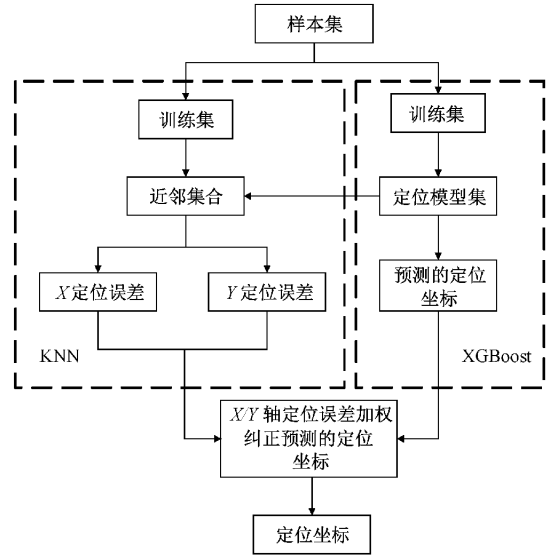 样本集
训练集
训练集
近邻集合
定位模型集
X定位误差
Y定位误差
预测的定位
坐标
KNN
XGBoost
X/Y轴定位误差加权
纠正预测的定位
坐标
定位坐标